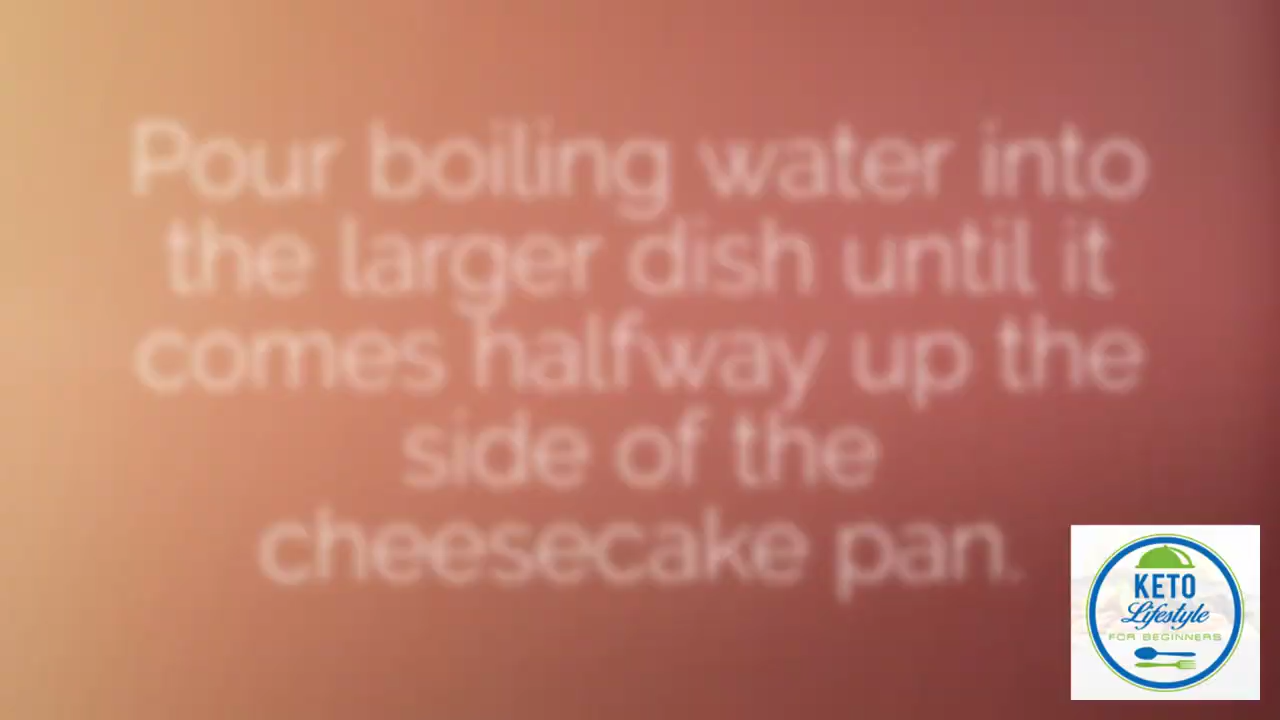 Pour boiling water into
the larger dish until it
comes halfway up the
side of the
cheesecake pan.
KETO
Lifestyle
FOR BEGINNERS